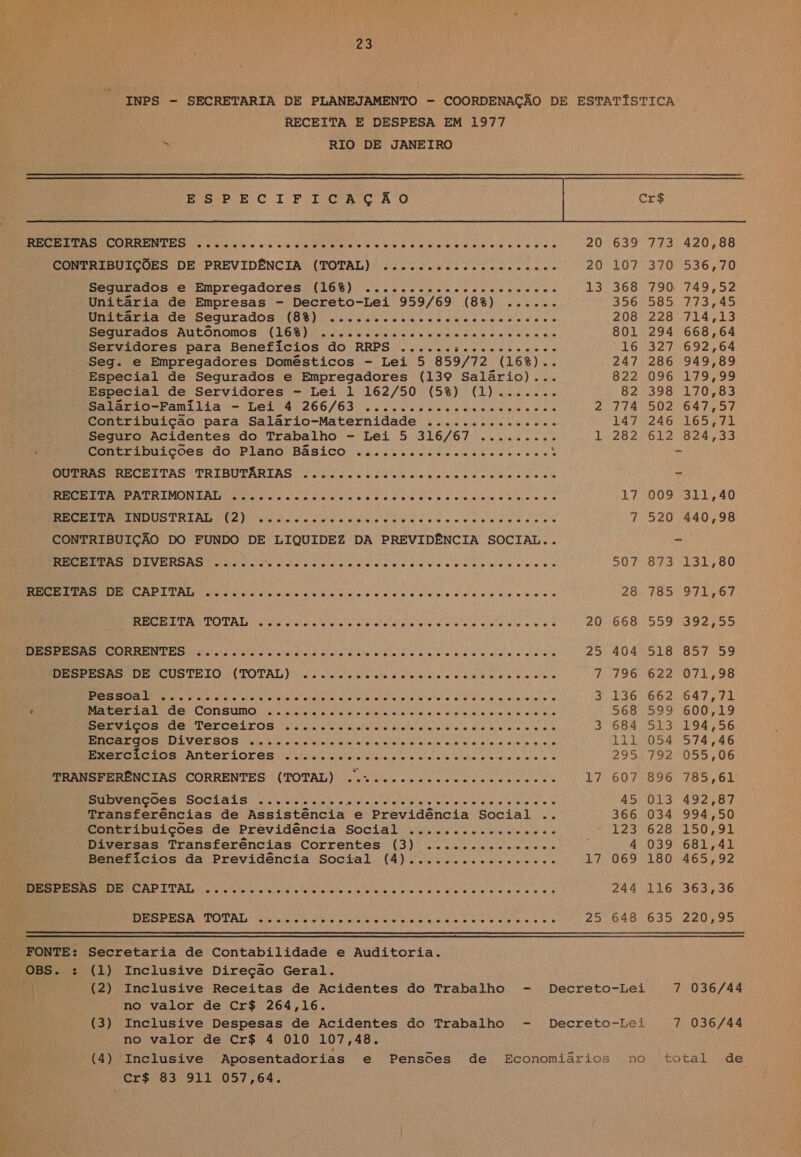 23
INPS - SECRETARIA DE PLANEJAMENTO - COORDENAÇÃO DE ESTATÍSTICA
RECEITA E DESPESA EM 1977
RIO DE JANEIRO
ESPECIFICAÇÃO Cr$
RECEITAS CORRENTES ........ 20 639 773 420,88
CONTRIBUIÇÕES DE PREVIDÊNCIA (TOTAL) ........ 20 107 370 536,70
Segurados e Empregadores (16%) ........ 13 368 790 749,52
Unitária de Empresas - Decreto-Lei 959/69 (8%) ...... 356 585 773,45
Unitária de Segurados (8%) ........ 208 228 714,13
Segurados Autônomos (16%) ........ 801 294 668,64
Servidores para Benefícios do RRPS ........ 16 327 692,64
Seg. e Empregadores Domésticos - Lei 5 859/72 (16%).. 247 286 949,89
Especial de Segurados e Empregadores (13º Salário)... 822 096 179,99
Especial de Servidores - Lei 1 162/50 (5%) (1)....... 82 398 170,83
Salário-Família - Lei 4 266/63 ........ 2 774 502 647,57
Contribuição para Salário-Maternidade ........ 147 246 165,71
Seguro Acidentes do Trabalho - Lei 5 316/67 ......... 1 282 612 824,33
Contribuições do Plano Básico ........ -
OUTRAS RECEITAS TRIBUTÁRIAS ........ -
RECEITA PATRIMONIAL ........ 17 009 311,40
RECEITA INDUSTRIAL (2) ........ 7 520 440,98
CONTRIBUIÇÃO DO FUNDO DE LIQUIDEZ DA PREVIDÊNCIA SOCIAL.. -
RECEITAS DIVERSAS ........ 507 873 131,80
RECEITAS DE CAPITAL ........ 28 785 971,67
RECEITA TOTAL ........ 20 668 559 392,55
DESPESAS CORRENTES ........ 25 404 518 857 59
DESPESAS DE CUSTEIO (TOTAL) ........ 7 796 622 071,98
Pessoal ........ 3 136 662 647,71
Material de Consumo ........ 568 599 600,19
Serviços de Terceiros ........ 3 684 513 194,56
Encargos Diversos ........ 111 054 574,46
Exercícios Anteriores ........ 295 792 055,06
TRANSFERÊNCIAS CORRENTES (TOTAL) ........ 17 607 896 785,61
Subvenções Sociais ........ 45 013 492,87
Transferências de Assistência e Previdência Social .. 366 034 994,50
Contribuições de Previdência Social ........ 123 628 150,91
Diversas Transferências Correntes (3) ........ 4 039 681,41
Benefícios da Previdência Social (4)........ 17 069 180 465,92
DESPESAS DE CAPITAL ........ 244 116 363,36
DESPESA TOTAL ........ 25 648 635 220,95
FONTE: Secretaria de Contabilidade e Auditoria.
OBS. : (1) Inclusive Direção Geral.
(2) Inclusive Receitas de Acidentes do Trabalho - Decreto-Lei 7 036/44
no valor de Cr$ 264,16.
(3) Inclusive Despesas de Acidentes do Trabalho - Decreto-Lei 7 036/44
no valor de Cr$ 4 010 107,48.
(4) Inclusive Aposentadorias e Pensões de Economiários no total de
Cr$ 83 911 057,64.